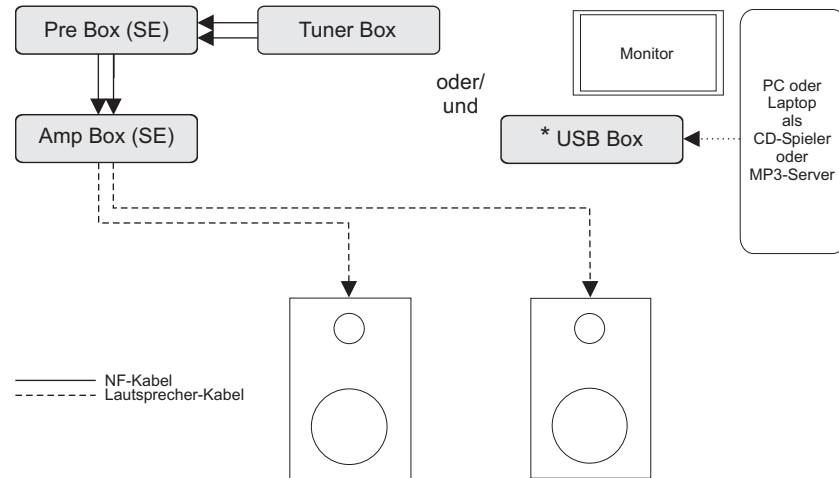 Pre Box (SE)
Tuner Box
Monitor
PC oder
Laptop
als
CD-Spieler
oder
MP3-Server
oder/
und
Amp Box (SE)
* USB Box
NF-Kabel
Lautsprecher-Kabel